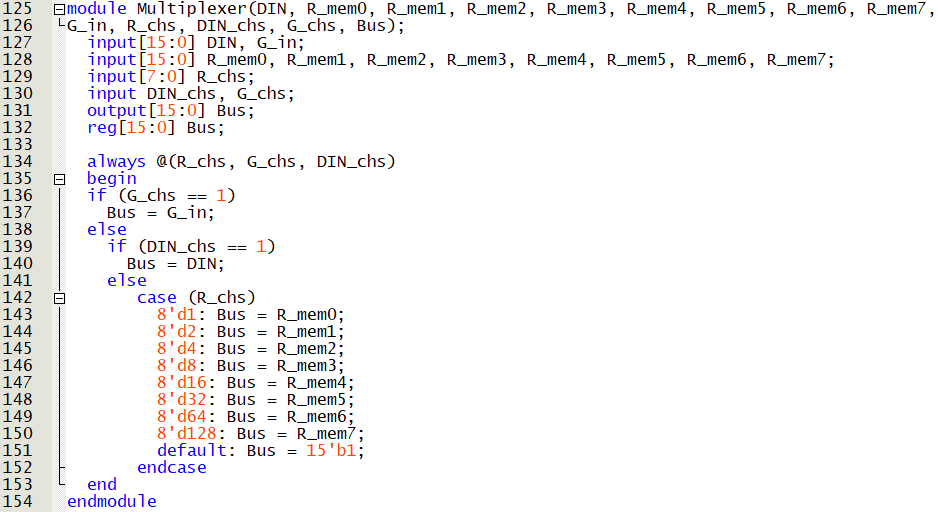 125 module Multiplexer(DIN, R_mem0, R_mem1, R_mem2, R_mem3, R_mem4, R_mem5, R_mem6, R_mem7,
126 G_in, R_chs, DIN_chs, G_chs, Bus);
127   input[15:0] DIN, G_in;
128   input[15:0] R_mem0, R_mem1, R_mem2, R_mem3, R_mem4, R_mem5, R_mem6, R_mem7;
129   input[7:0] R_chs;
130   input DIN_chs, G_chs;
131   output[15:0] Bus;
132   reg[15:0] Bus;
133
134   always @(R_chs, G_chs, DIN_chs)
135   begin
136   if (G_chs == 1)
137     Bus = G_in;
138   else
139     if (DIN_chs == 1)
140       Bus = DIN;
141     else
142        case (R_chs)
143          8'd1: Bus = R_mem0;
144          8'd2: Bus = R_mem1;
145          8'd4: Bus = R_mem2;
146          8'd8: Bus = R_mem3;
147          8'd16: Bus = R_mem4;
148          8'd32: Bus = R_mem5;
149          8'd64: Bus = R_mem6;
150          8'd128: Bus = R_mem7;
151          default: Bus = 15'b1;
152        endcase
153   end
154 endmodule